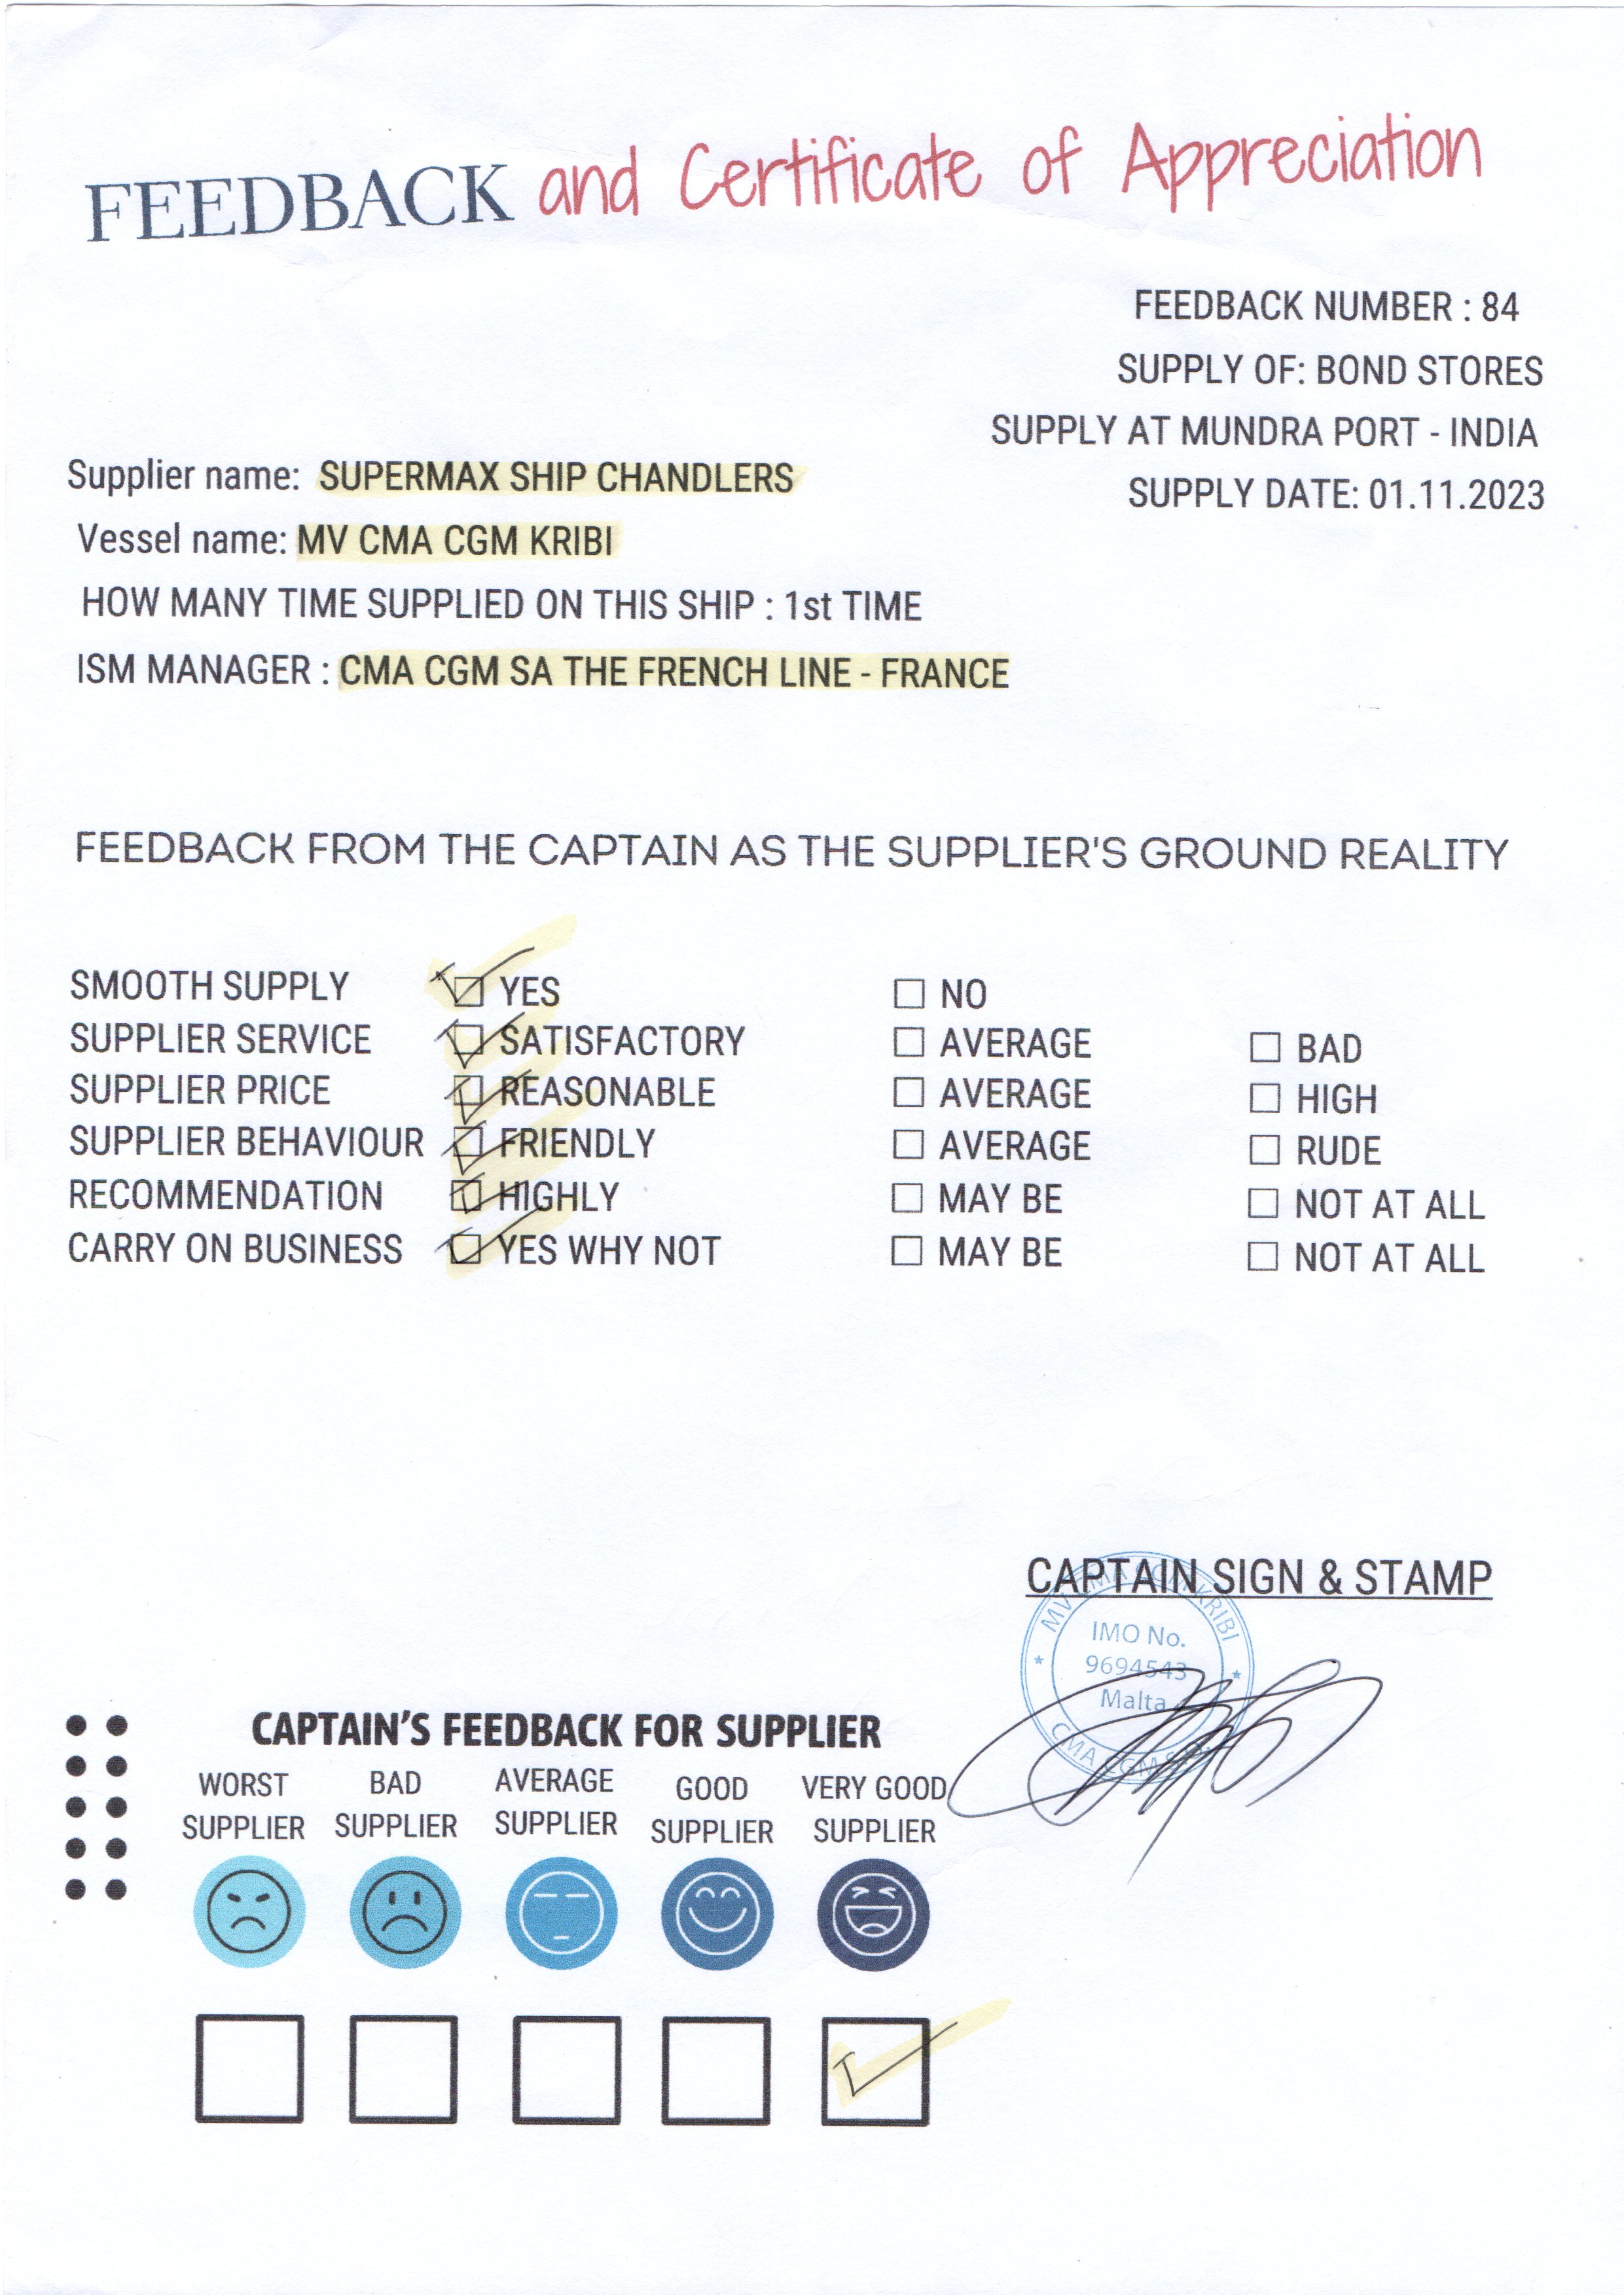 FEEDBACK and Certificate of Appreciation
FEEDBACK NUMBER : 84
SUPPLY OF: BOND STORES
SUPPLY AT MUNDRA PORT - INDIA
SUPPLY DATE: 01.11.2023
Supplier name: SUPERMAX SHIP CHANDLERS
Vessel name: MV CMA CGM KRIBI
HOW MANY TIME SUPPLIED ON THIS SHIP : 1st TIME
ISM MANAGER : CMA CGM SA THE FRENCH LINE - FRANCE
FEEDBACK FROM THE CAPTAIN AS THE SUPPLIER'S GROUND REALITY
SMOOTH SUPPLY YES NO
SUPPLIER SERVICE SATISFACTORY AVERAGE BAD
SUPPLIER PRICE REASONABLE AVERAGE HIGH
SUPPLIER BEHAVIOUR FRIENDLY AVERAGE RUDE
RECOMMENDATION HIGHLY MAY BE NOT AT ALL
CARRY ON BUSINESS YES WHY NOT MAY BE NOT AT ALL
CAPTAIN SIGN & STAMP
MV CMA CGM KRIBI
IMO No.
9694543
Malta
CMA CGM
CAPTAIN'S FEEDBACK FOR SUPPLIER
WORST SUPPLIER
BAD SUPPLIER
AVERAGE SUPPLIER
GOOD SUPPLIER
VERY GOOD SUPPLIER